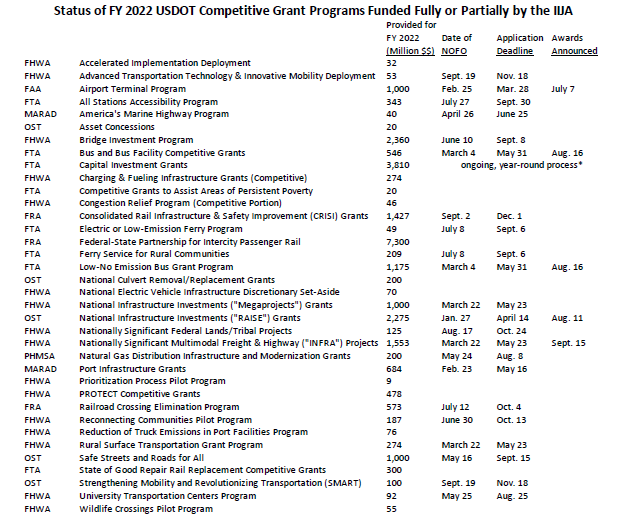 Status of FY 2022 USDOT Competitive Grant Programs Funded Fully or Partially by the IIJA
Provided for
FY 2022 Date of Application Awards
(Million $$) NOFO Deadline Announced
FHWA Accelerated Implementation Deployment 32
FHWA Advanced Transportation Technology & Innovative Mobility Deployment 53 Sept. 19 Nov. 18
FAA Airport Terminal Program 1,000 Feb. 25 Mar. 28 July 7
FTA All Stations Accessibility Program 343 July 27 Sept. 30
MARAD America's Marine Highway Program 40 April 26 June 25
OST Asset Concessions 20
FHWA Bridge Investment Program 2,360 June 10 Sept. 8
FTA Bus and Bus Facility Competitive Grants 546 March 4 May 31 Aug. 16
FTA Capital Investment Grants 3,810 ongoing, year-round process*
FHWA Charging & Fueling Infrastructure Grants (Competitive) 274
FTA Competitive Grants to Assist Areas of Persistent Poverty 20
FHWA Congestion Relief Program (Competitive Portion) 46
FRA Consolidated Rail Infrastructure & Safety Improvement (CRISI) Grants 1,427 Sept. 2 Dec. 1
FTA Electric or Low-Emission Ferry Program 49 July 8 Sept. 6
FRA Federal-State Partnership for Intercity Passenger Rail 7,300
FTA Ferry Service for Rural Communities 209 July 8 Sept. 6
FTA Low-No Emission Bus Grant Program 1,175 March 4 May 31 Aug. 16
OST National Culvert Removal/Replacement Grants 200
FHWA National Electric Vehicle Infrastructure Discretionary Set-Aside 70
FHWA National Infrastructure Investments ("Megaprojects") Grants 1,000 March 22 May 23
OST National Infrastructure Investments ("RAISE") Grants 2,275 Jan. 27 April 14 Aug. 11
FHWA Nationally Significant Federal Lands/Tribal Projects 125 Aug. 17 Oct. 24
FHWA Nationally Significant Multimodal Freight & Highway ("INFRA") Projects 1,553 March 22 May 23 Sept. 15
PHMSA Natural Gas Distribution Infrastructure and Modernization Grants 200 May 24 Aug. 8
MARAD Port Infrastructure Grants 684 Feb. 23 May 16
FHWA Prioritization Process Pilot Program 9
FHWA PROTECT Competitive Grants 478
FRA Railroad Crossing Elimination Program 573 July 12 Oct. 4
FHWA Reconnecting Communities Pilot Program 187 June 30 Oct. 13
FHWA Reduction of Truck Emissions in Port Facilities Program 76
FHWA Rural Surface Transportation Grant Program 274 March 22 May 23
OST Safe Streets and Roads for All 1,000 May 16 Sept. 15
FTA State of Good Repair Rail Replacement Competitive Grants 300
OST Strengthening Mobility and Revolutionizing Transportation (SMART) 100 Sept. 19 Nov. 18
FHWA University Transportation Centers Program 92 May 25 Aug. 25
FHWA Wildlife Crossings Pilot Program 55